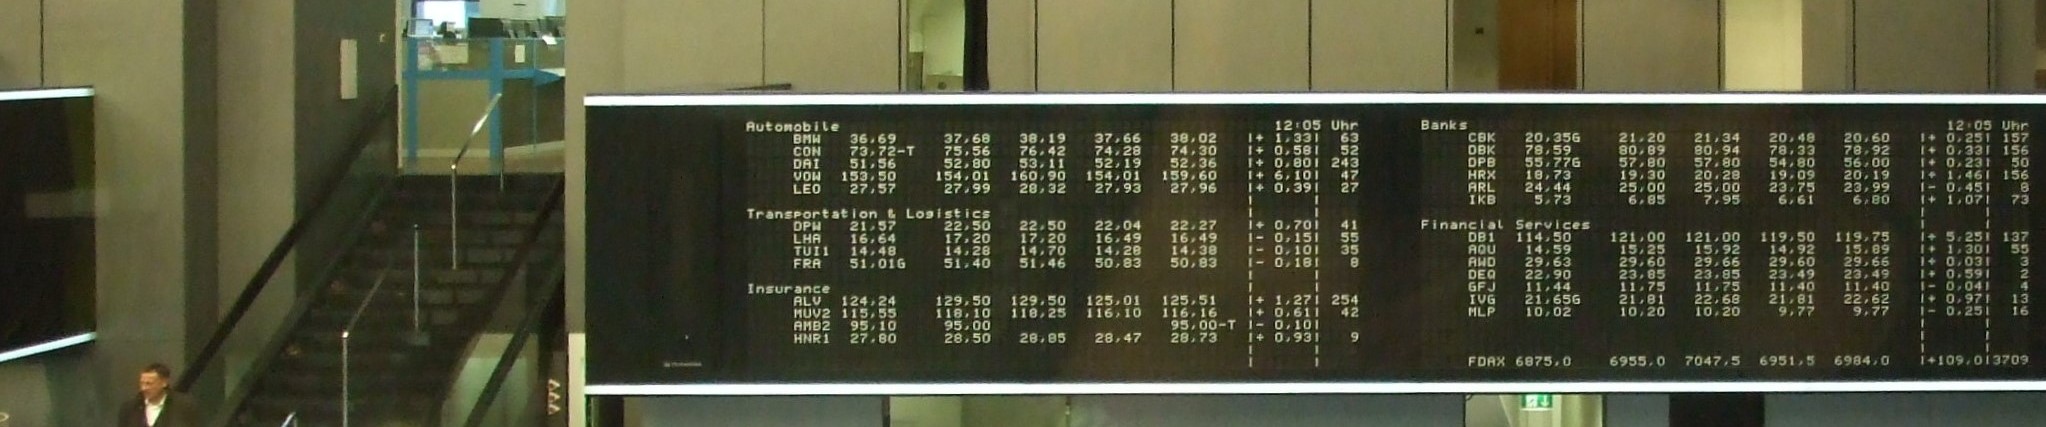 Automobile 12:05 Uhr
BMW 36,69 37,68 38,19 37,66 38,02 |+ 1,33| 63
CON 73,72-T 75,56 76,42 74,28 74,30 |+ 0,58| 52
DAI 51,56 52,80 53,11 52,19 52,36 |+ 0,80| 243
VOW 153,50 154,01 160,90 154,01 159,60 |+ 6,10| 47
LEO 27,57 27,99 28,32 27,93 27,96 |+ 0,39| 27
Transportation & Logistics
DPW 21,57 22,50 22,50 22,04 22,27 |+ 0,70| 41
LHA 16,64 17,20 17,20 16,49 16,49 |- 0,15| 55
TUI1 14,48 14,28 14,70 14,28 14,38 |- 0,10| 35
FRA 51,01G 51,40 51,46 50,83 50,83 |- 0,18| 8
Insurance
ALV 124,24 129,50 129,50 125,01 125,51 |+ 1,27| 254
MUV2 115,55 118,10 118,25 116,10 116,16 |+ 0,61| 42
AMB2 95,10 95,00 95,00-T |- 0,10|
HNR1 27,80 28,50 28,85 28,47 28,73 |+ 0,93| 9
Banks 12:05 Uhr
CBK 20,35G 21,20 21,34 20,48 20,60 |+ 0,25| 157
DBK 78,59 80,89 80,94 78,33 78,92 |+ 0,33| 156
DPB 55,77G 57,80 57,80 54,80 56,00 |+ 0,23| 50
HRX 18,73 19,30 20,28 19,09 20,19 |+ 1,46| 156
ARL 24,44 25,00 25,00 23,75 23,99 |- 0,45| 8
IKB 5,73 6,85 7,95 6,61 6,80 |+ 1,07| 73
Financial Services
DB1 114,50 121,00 121,00 119,50 119,75 |+ 5,25| 137
AQU 14,59 15,25 15,92 14,92 15,89 |+ 1,30| 55
AWD 29,63 29,60 29,66 29,60 29,66 |+ 0,03| 3
DEQ 22,90 23,85 23,85 23,49 23,49 |+ 0,59| 2
GFJ 11,44 11,75 11,75 11,40 11,40 |- 0,04| 4
IVG 21,65G 21,81 22,68 21,81 22,62 |+ 0,97| 13
MLP 10,02 10,20 10,20 9,77 9,77 |- 0,25| 16
FDAX 6875,0 6955,0 7047,5 6951,5 6984,0 |+109,0|3709